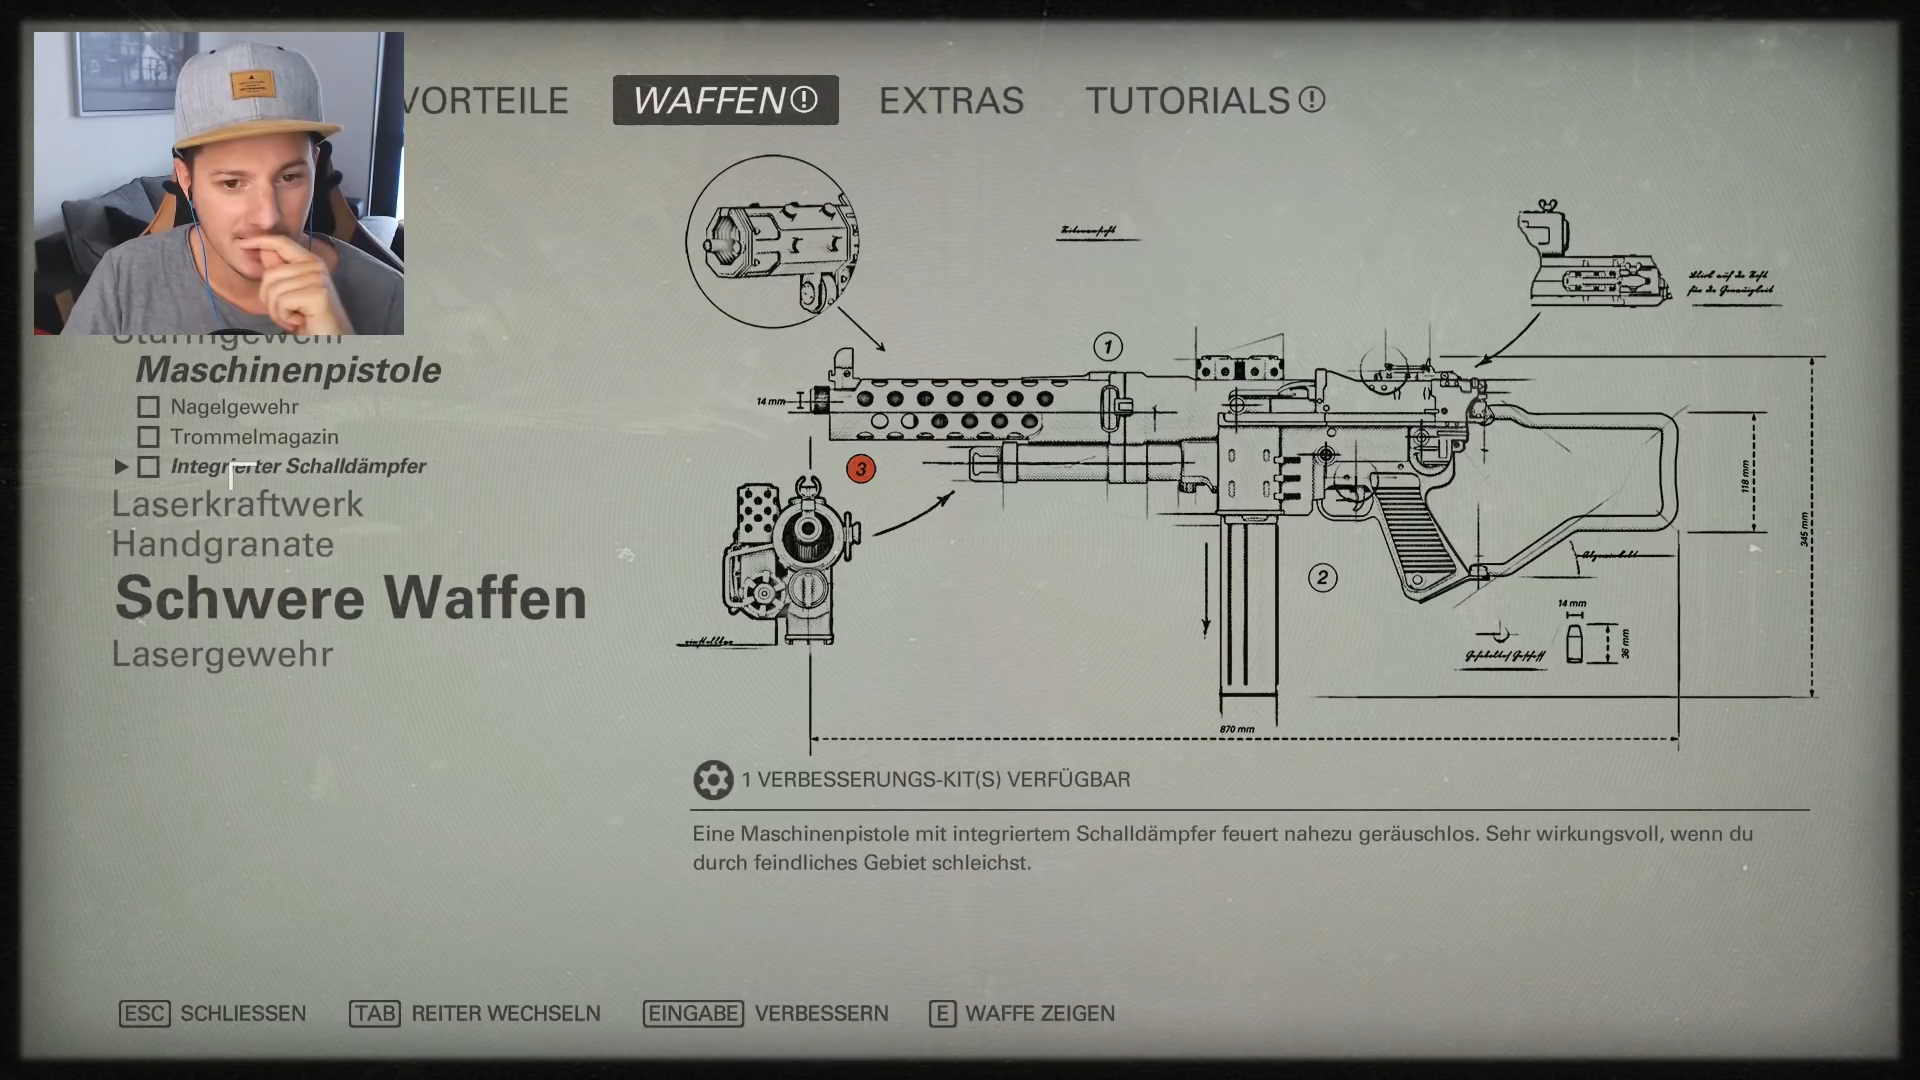 VORTEILE
WAFFEN
EXTRAS
TUTORIALS
Sturmgewehr
Maschinenpistole
Nagelgewehr
Trommelmagazin
Integrierter Schalldämpfer
Laserkraftwerk
Handgranate
Schwere Waffen
Lasergewehr
1
14 mm
3
2
118 mm
345 mm
14 mm
36 mm
870 mm
1 VERBESSERUNGS-KIT(S) VERFÜGBAR
Eine Maschinenpistole mit integriertem Schalldämpfer feuert nahezu geräuschlos. Sehr wirkungsvoll, wenn du
durch feindliches Gebiet schleichst.
ESC SCHLIESSEN TAB REITER WECHSELN EINGABE VERBESSERN E WAFFE ZEIGEN